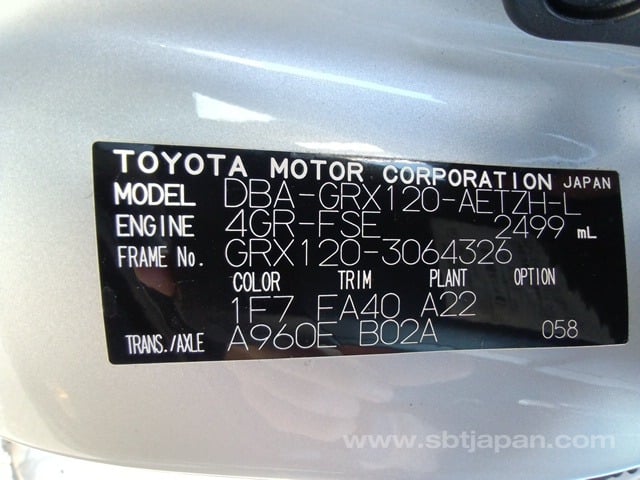 TOYOTA MOTOR CORPORATION JAPAN
MODEL DBA-GRX120-AETZH-L
ENGINE 4GR-FSE 2499 mL
FRAME No. GRX120-3064326
COLOR TRIM PLANT OPTION
1F7 FA40 A22
TRANS./AXLE A960E B02A 058
www.sbtjapan.com